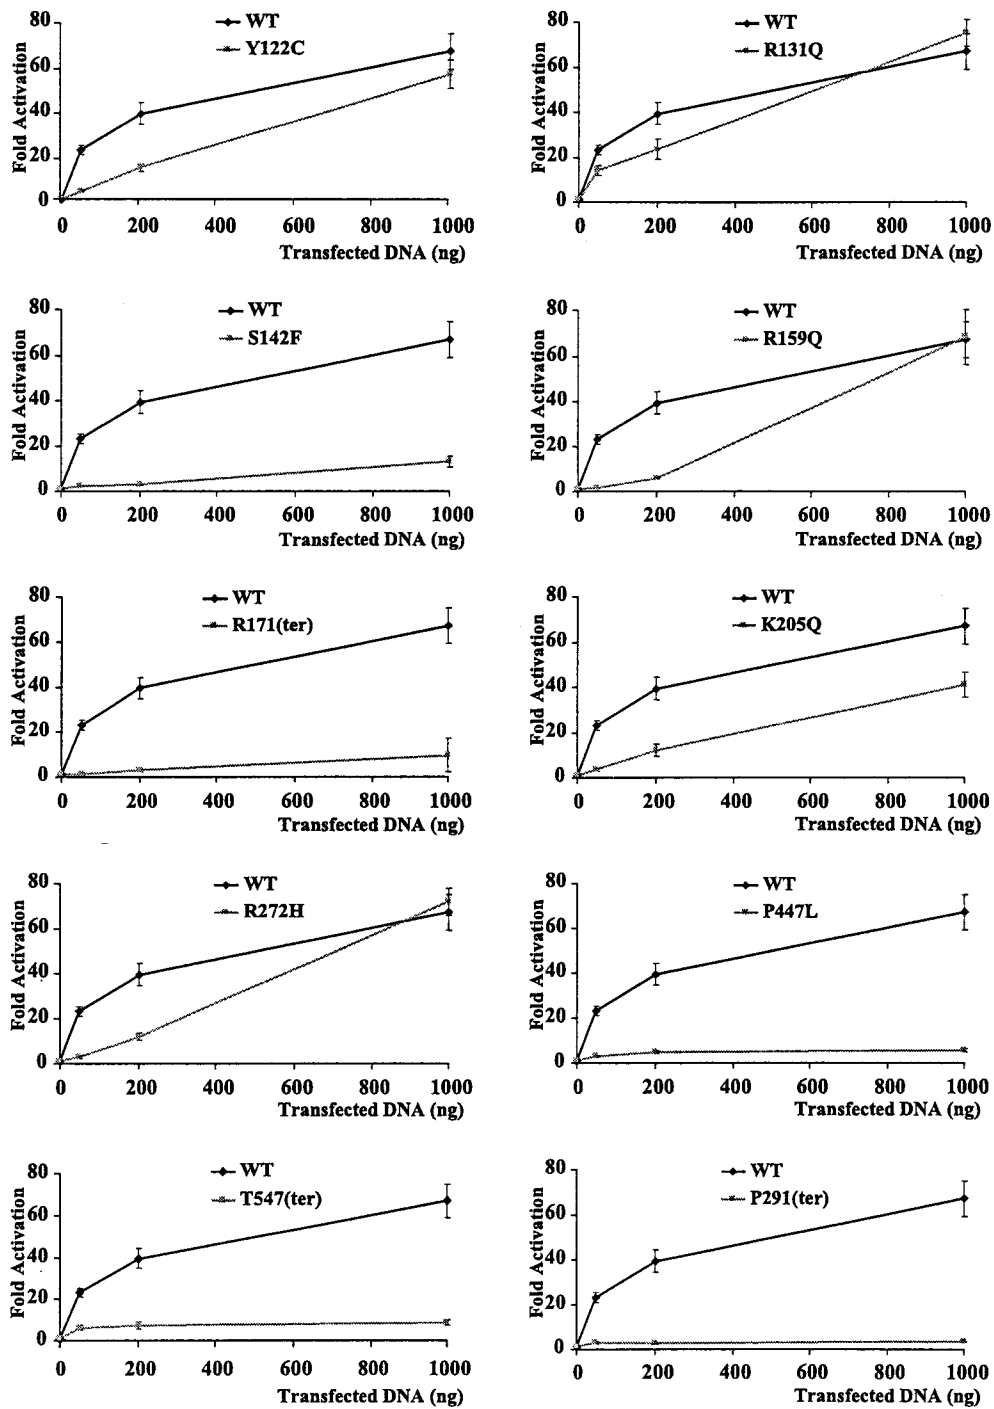 WT
Y122C
Fold Activation
80
60
40
20
0
0 200 400 600 800 1000
Transfected DNA (ng)
WT
R131Q
Fold Activation
80
60
40
20
0
0 200 400 600 800 1000
Transfected DNA (ng)
WT
S142F
Fold Activation
80
60
40
20
0
0 200 400 600 800 1000
Transfected DNA (ng)
WT
R159Q
Fold Activation
80
60
40
20
0
0 200 400 600 800 1000
Transfected DNA (ng)
WT
R171(ter)
Fold Activation
80
60
40
20
0
0 200 400 600 800 1000
Transfected DNA (ng)
WT
K205Q
Fold Activation
80
60
40
20
0
0 200 400 600 800 1000
Transfected DNA (ng)
WT
R272H
Fold Activation
80
60
40
20
0
0 200 400 600 800 1000
Transfected DNA (ng)
WT
P447L
Fold Activation
80
60
40
20
0
0 200 400 600 800 1000
Transfected DNA (ng)
WT
T547(ter)
Fold Activation
80
60
40
20
0
0 200 400 600 800 1000
Transfected DNA (ng)
WT
P291(ter)
Fold Activation
80
60
40
20
0
0 200 400 600 800 1000
Transfected DNA (ng)